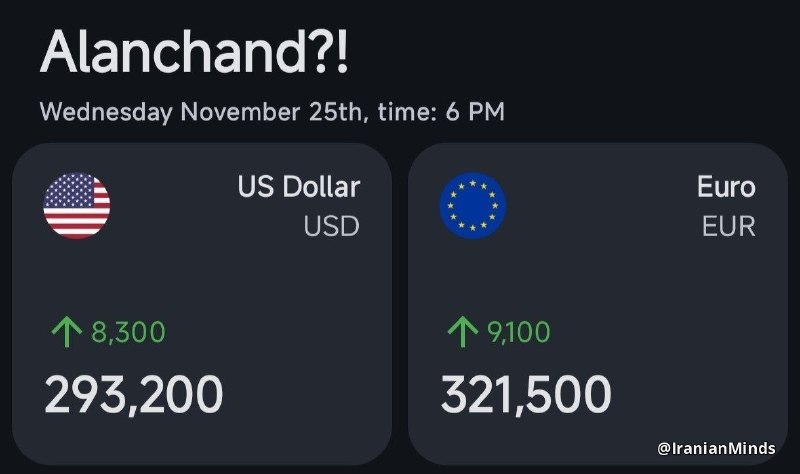 Alanchand?!
Wednesday November 25th, time: 6 PM
US Dollar
USD
8,300
293,200
Euro
EUR
9,100
321,500
@IranianMinds